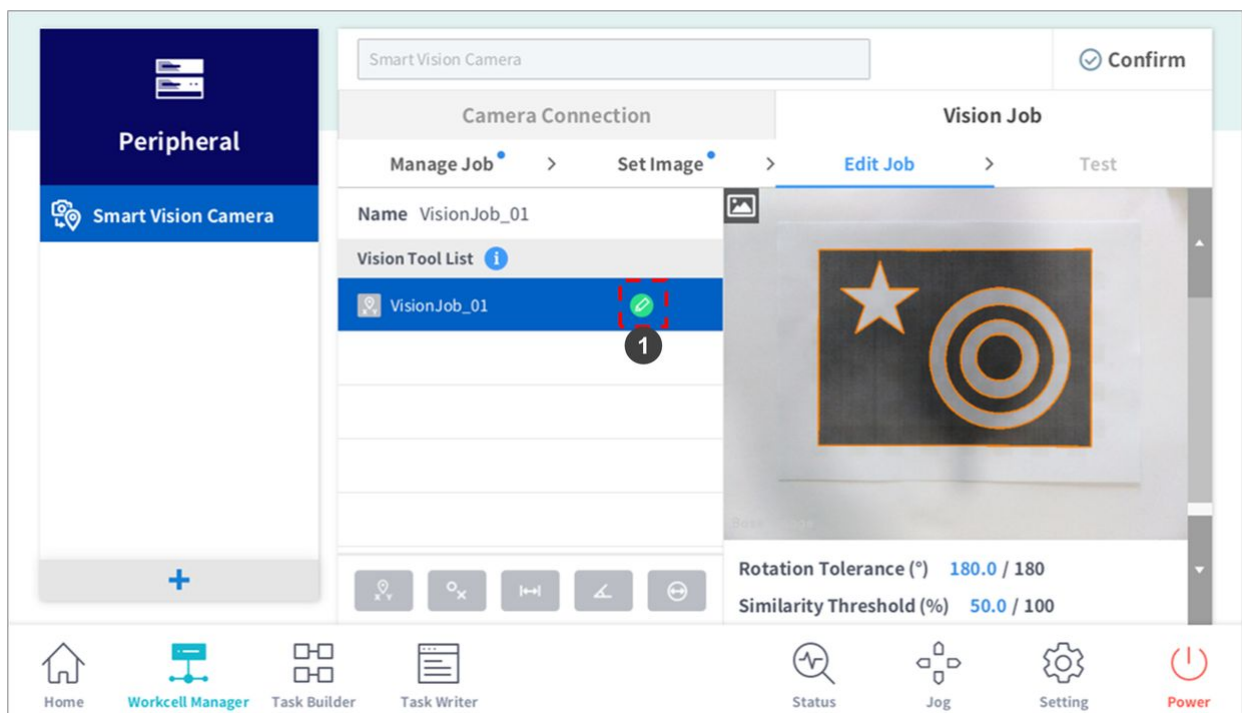 Peripheral
Smart Vision Camera
+
Smart Vision Camera
Confirm
Camera Connection
Vision Job
Manage Job > Set Image > Edit Job > Test
Name VisionJob_01
Vision Tool List i
VisionJob_01
1
Base Image
Rotation Tolerance (°) 180.0 / 180
Similarity Threshold (%) 50.0 / 100
Home
Workcell Manager
Task Builder
Task Writer
Status
Jog
Setting
Power